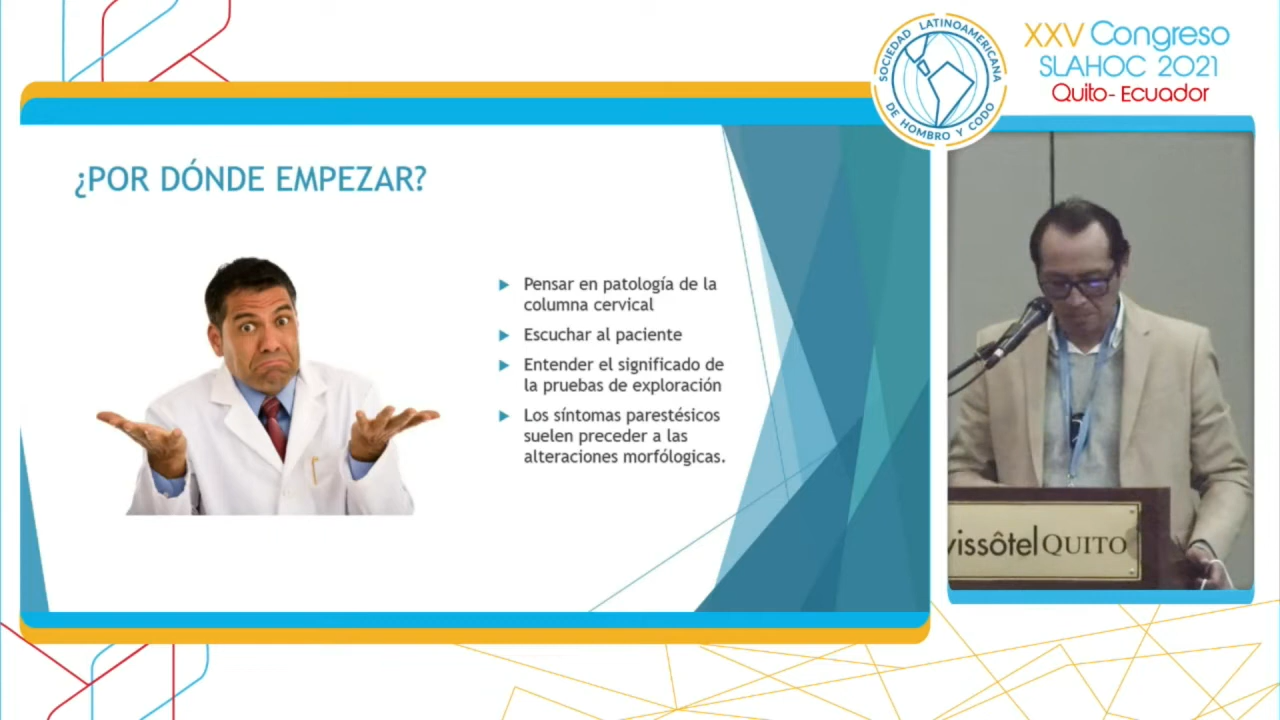 SOCIEDAD LATINOAMERICANA
DE HOMBRO Y CODO
XXV Congreso
SLAHOC 2021
Quito - Ecuador
¿POR DÓNDE EMPEZAR?
Pensar en patología de la
columna cervical
Escuchar al paciente
Entender el significado de
la pruebas de exploración
Los síntomas parestésicos
suelen preceder a las
alteraciones morfólogicas.
vissôtel QUITO